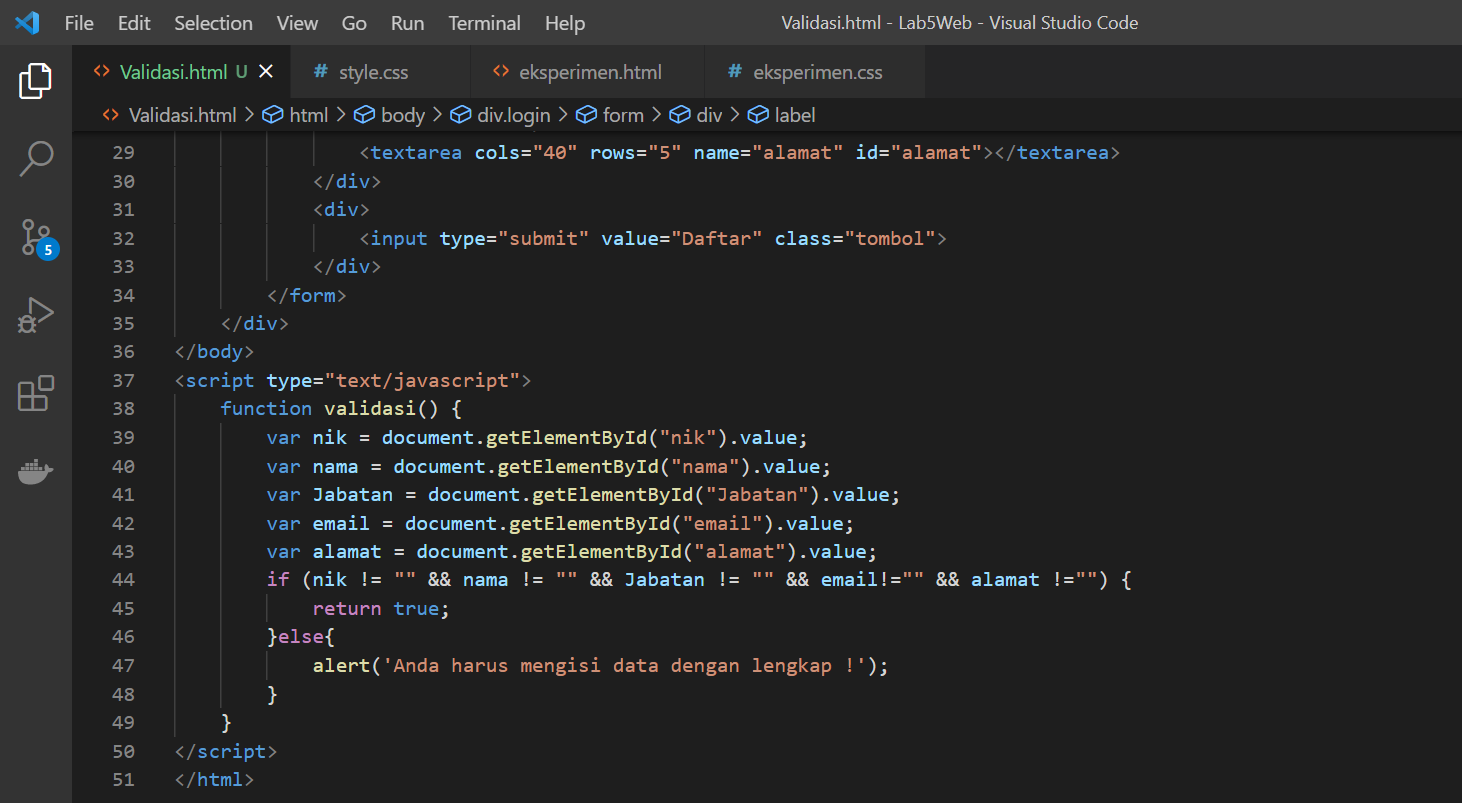 File Edit Selection View Go Run Terminal Help Validasi.html - Lab5Web - Visual Studio Code
<> Validasi.html U × # style.css <> eksperimen.html # eksperimen.css
<> Validasi.html > html > body > div.login > form > div > label
29 <textarea cols="40" rows="5" name="alamat" id="alamat"></textarea>
30 </div>
31 <div>
32 <input type="submit" value="Daftar" class="tombol">
33 </div>
34 </form>
35 </div>
36 </body>
37 <script type="text/javascript">
38 function validasi() {
39 var nik = document.getElementById("nik").value;
40 var nama = document.getElementById("nama").value;
41 var Jabatan = document.getElementById("Jabatan").value;
42 var email = document.getElementById("email").value;
43 var alamat = document.getElementById("alamat").value;
44 if (nik != "" && nama != "" && Jabatan != "" && email!="" && alamat !="") {
45 return true;
46 }else{
47 alert('Anda harus mengisi data dengan lengkap !');
48 }
49 }
50 </script>
51 </html>
5